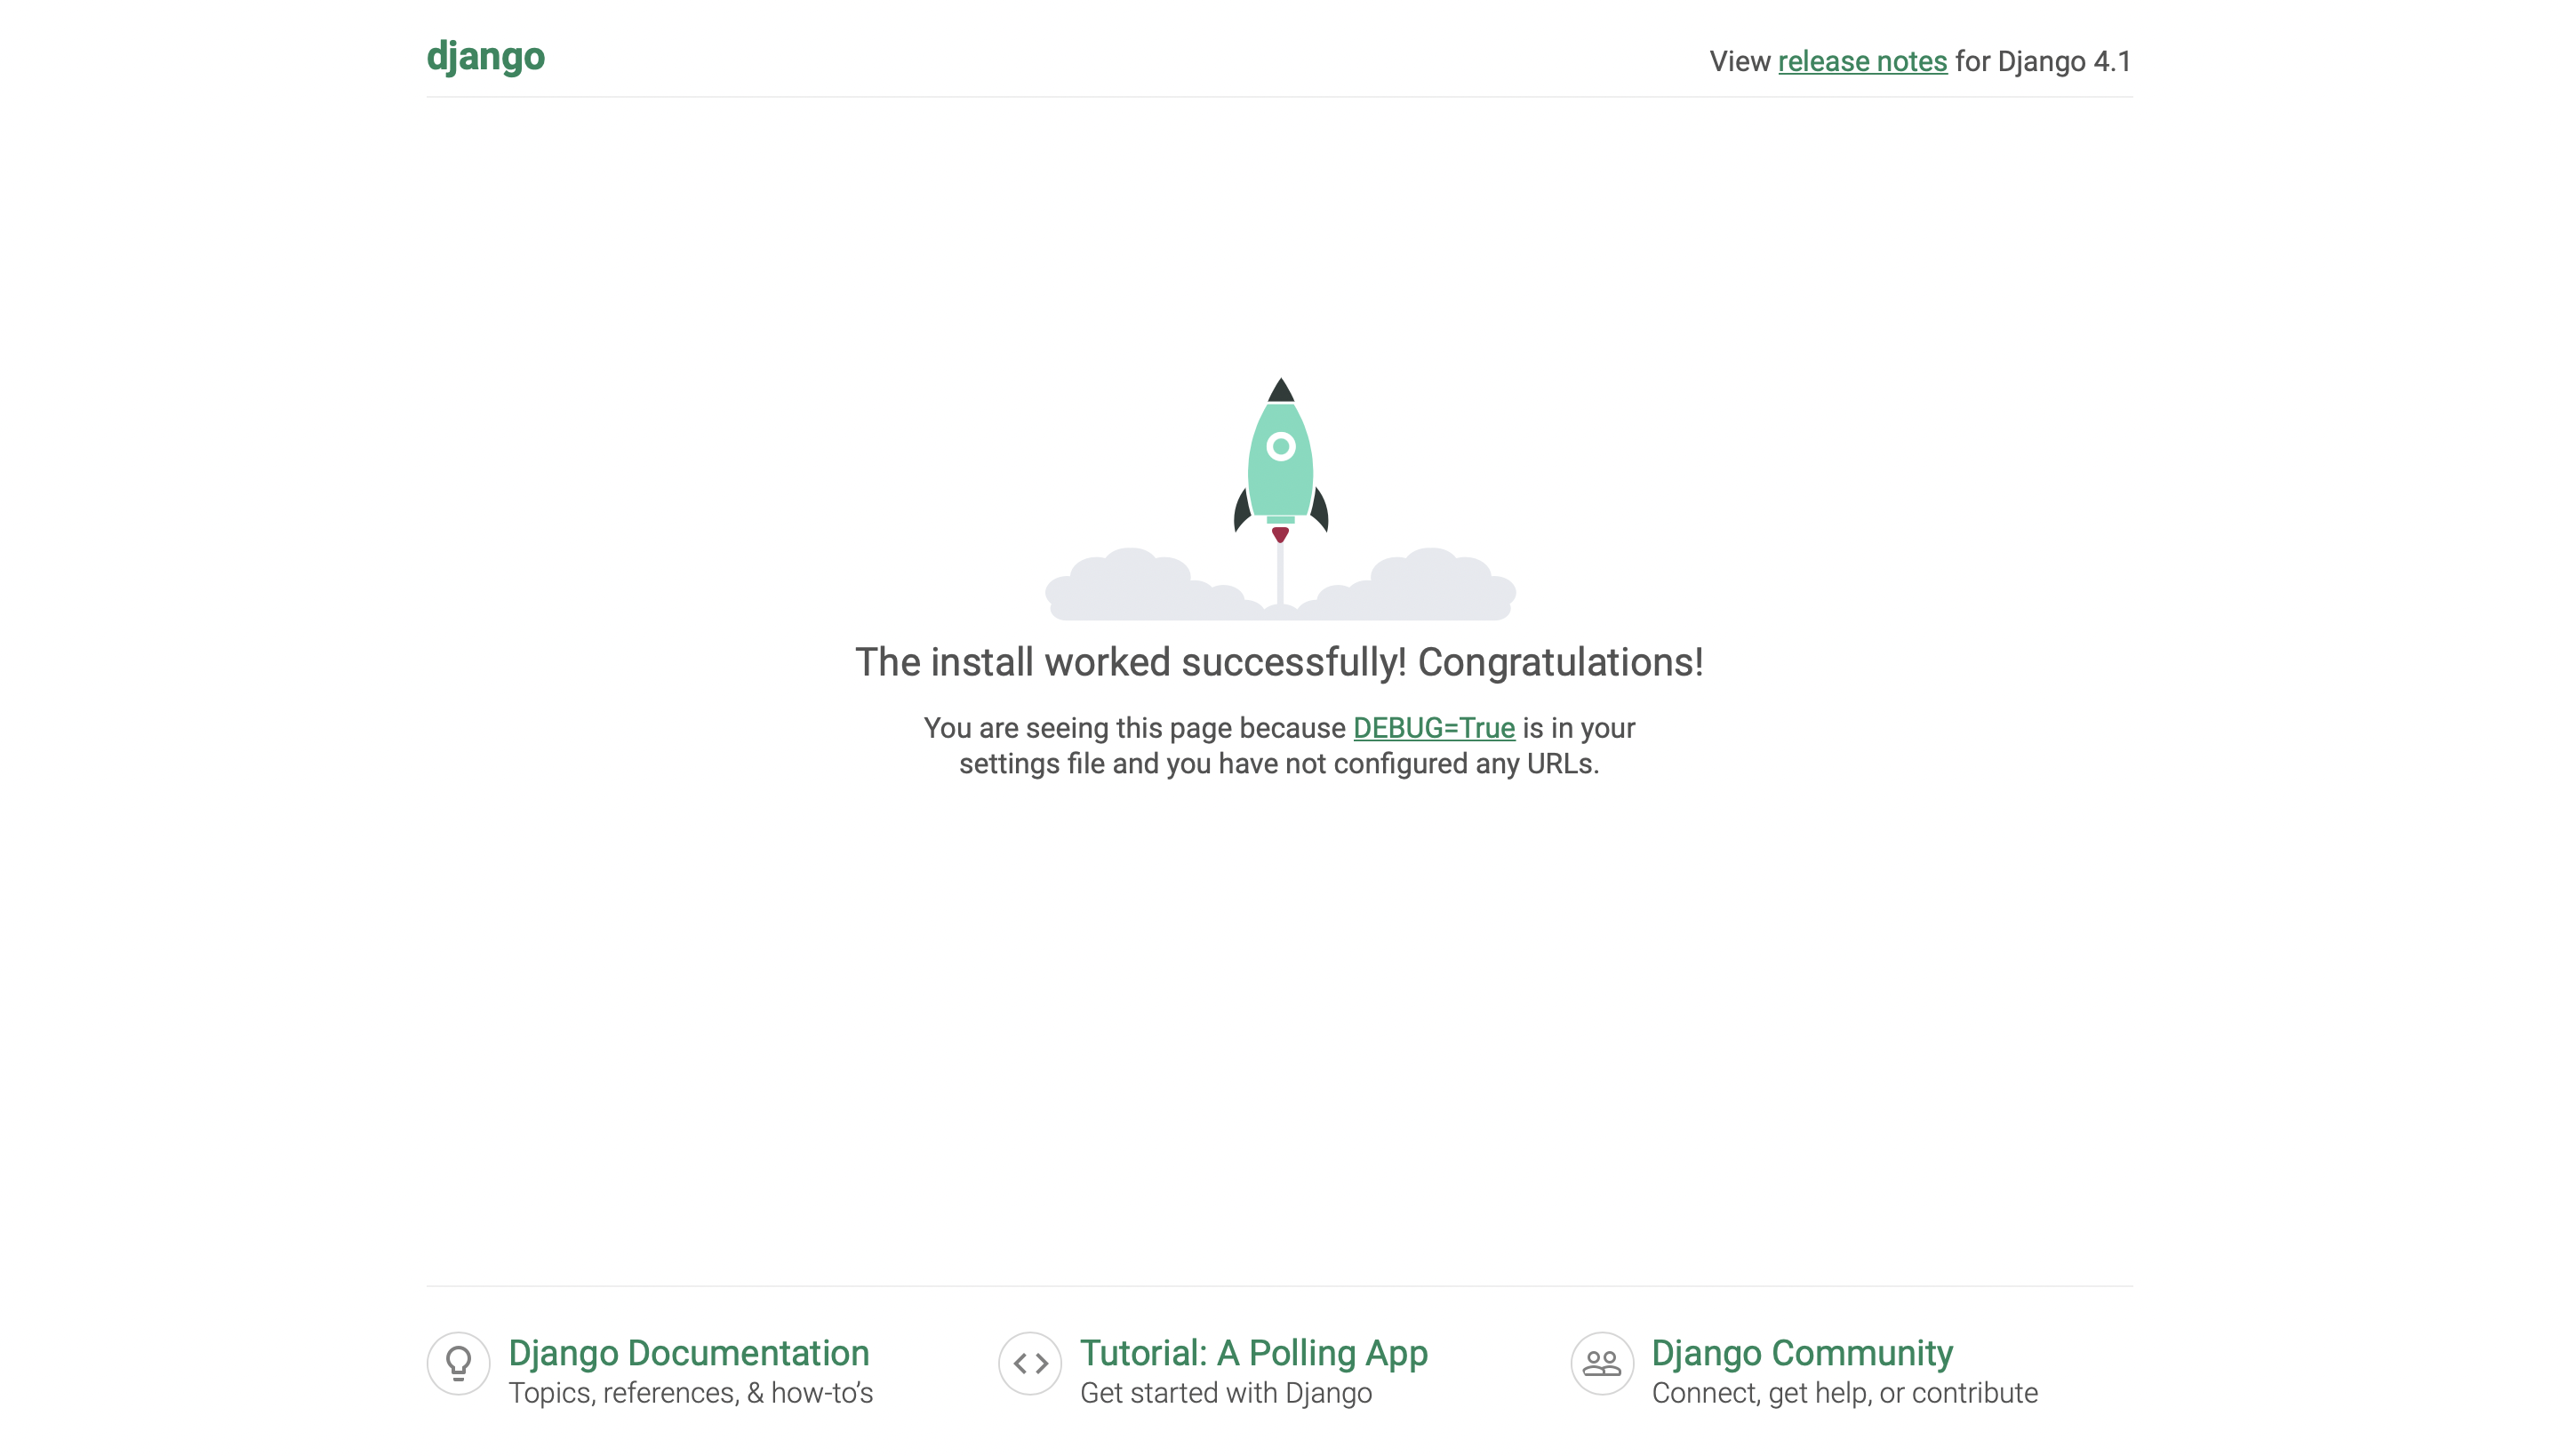 django
View release notes for Django 4.1
The install worked successfully! Congratulations!
You are seeing this page because DEBUG=True is in your
settings file and you have not configured any URLs.
Django Documentation
Topics, references, & how-to’s
Tutorial: A Polling App
Get started with Django
Django Community
Connect, get help, or contribute